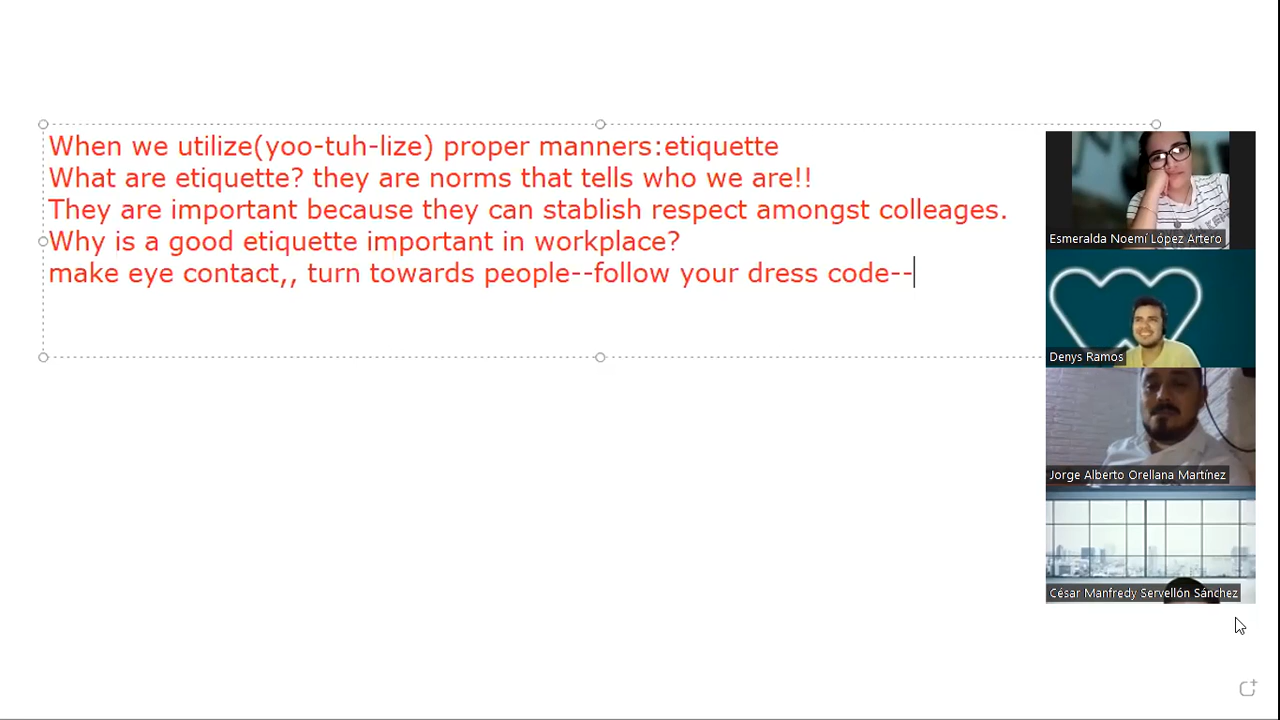 When we utilize(yoo-tuh-lize) proper manners:etiquette
What are etiquette? they are norms that tells who we are!!
They are important because they can stablish respect amongst colleages.
Why is a good etiquette important in workplace?
make eye contact,, turn towards people--follow your dress code--
Esmeralda Noemí López Artero
Denys Ramos
Jorge Alberto Orellana Martínez
César Manfredy Servellón Sánchez